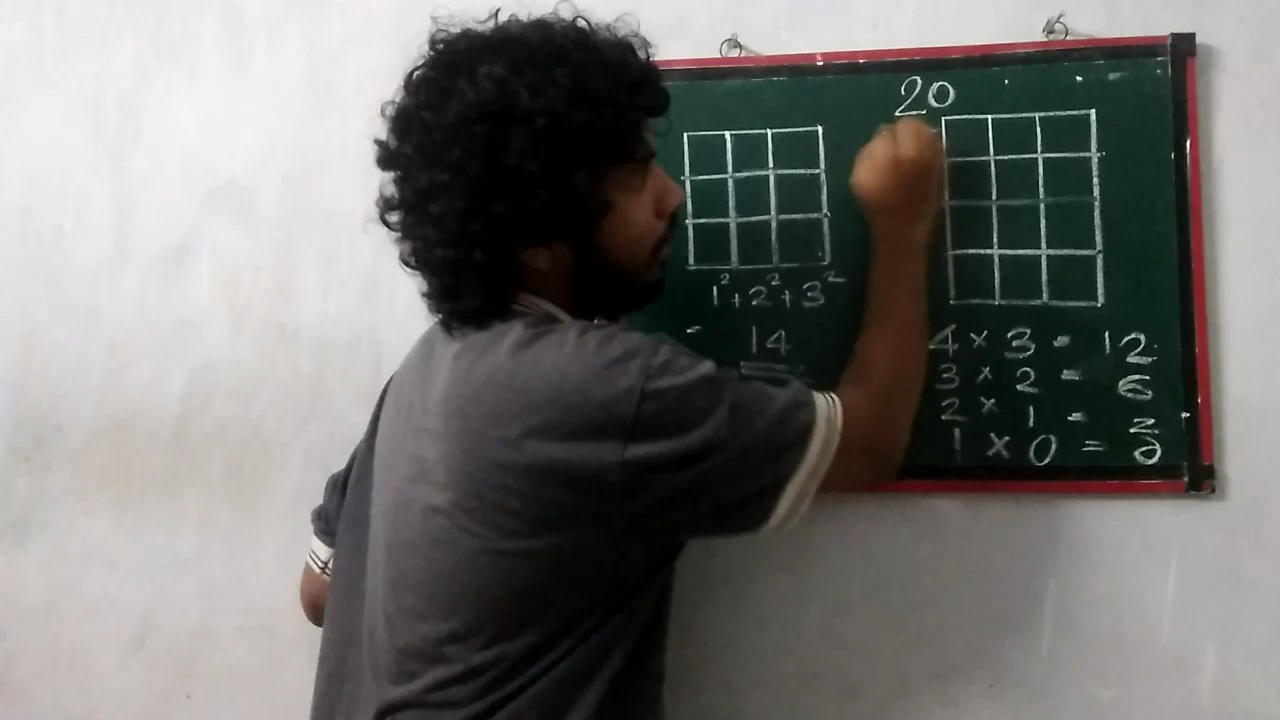 1²+2²+3²
= 14
20
4 × 3 = 12
3 × 2 = 6
2 × 1 = 2
1 × 0 = 0